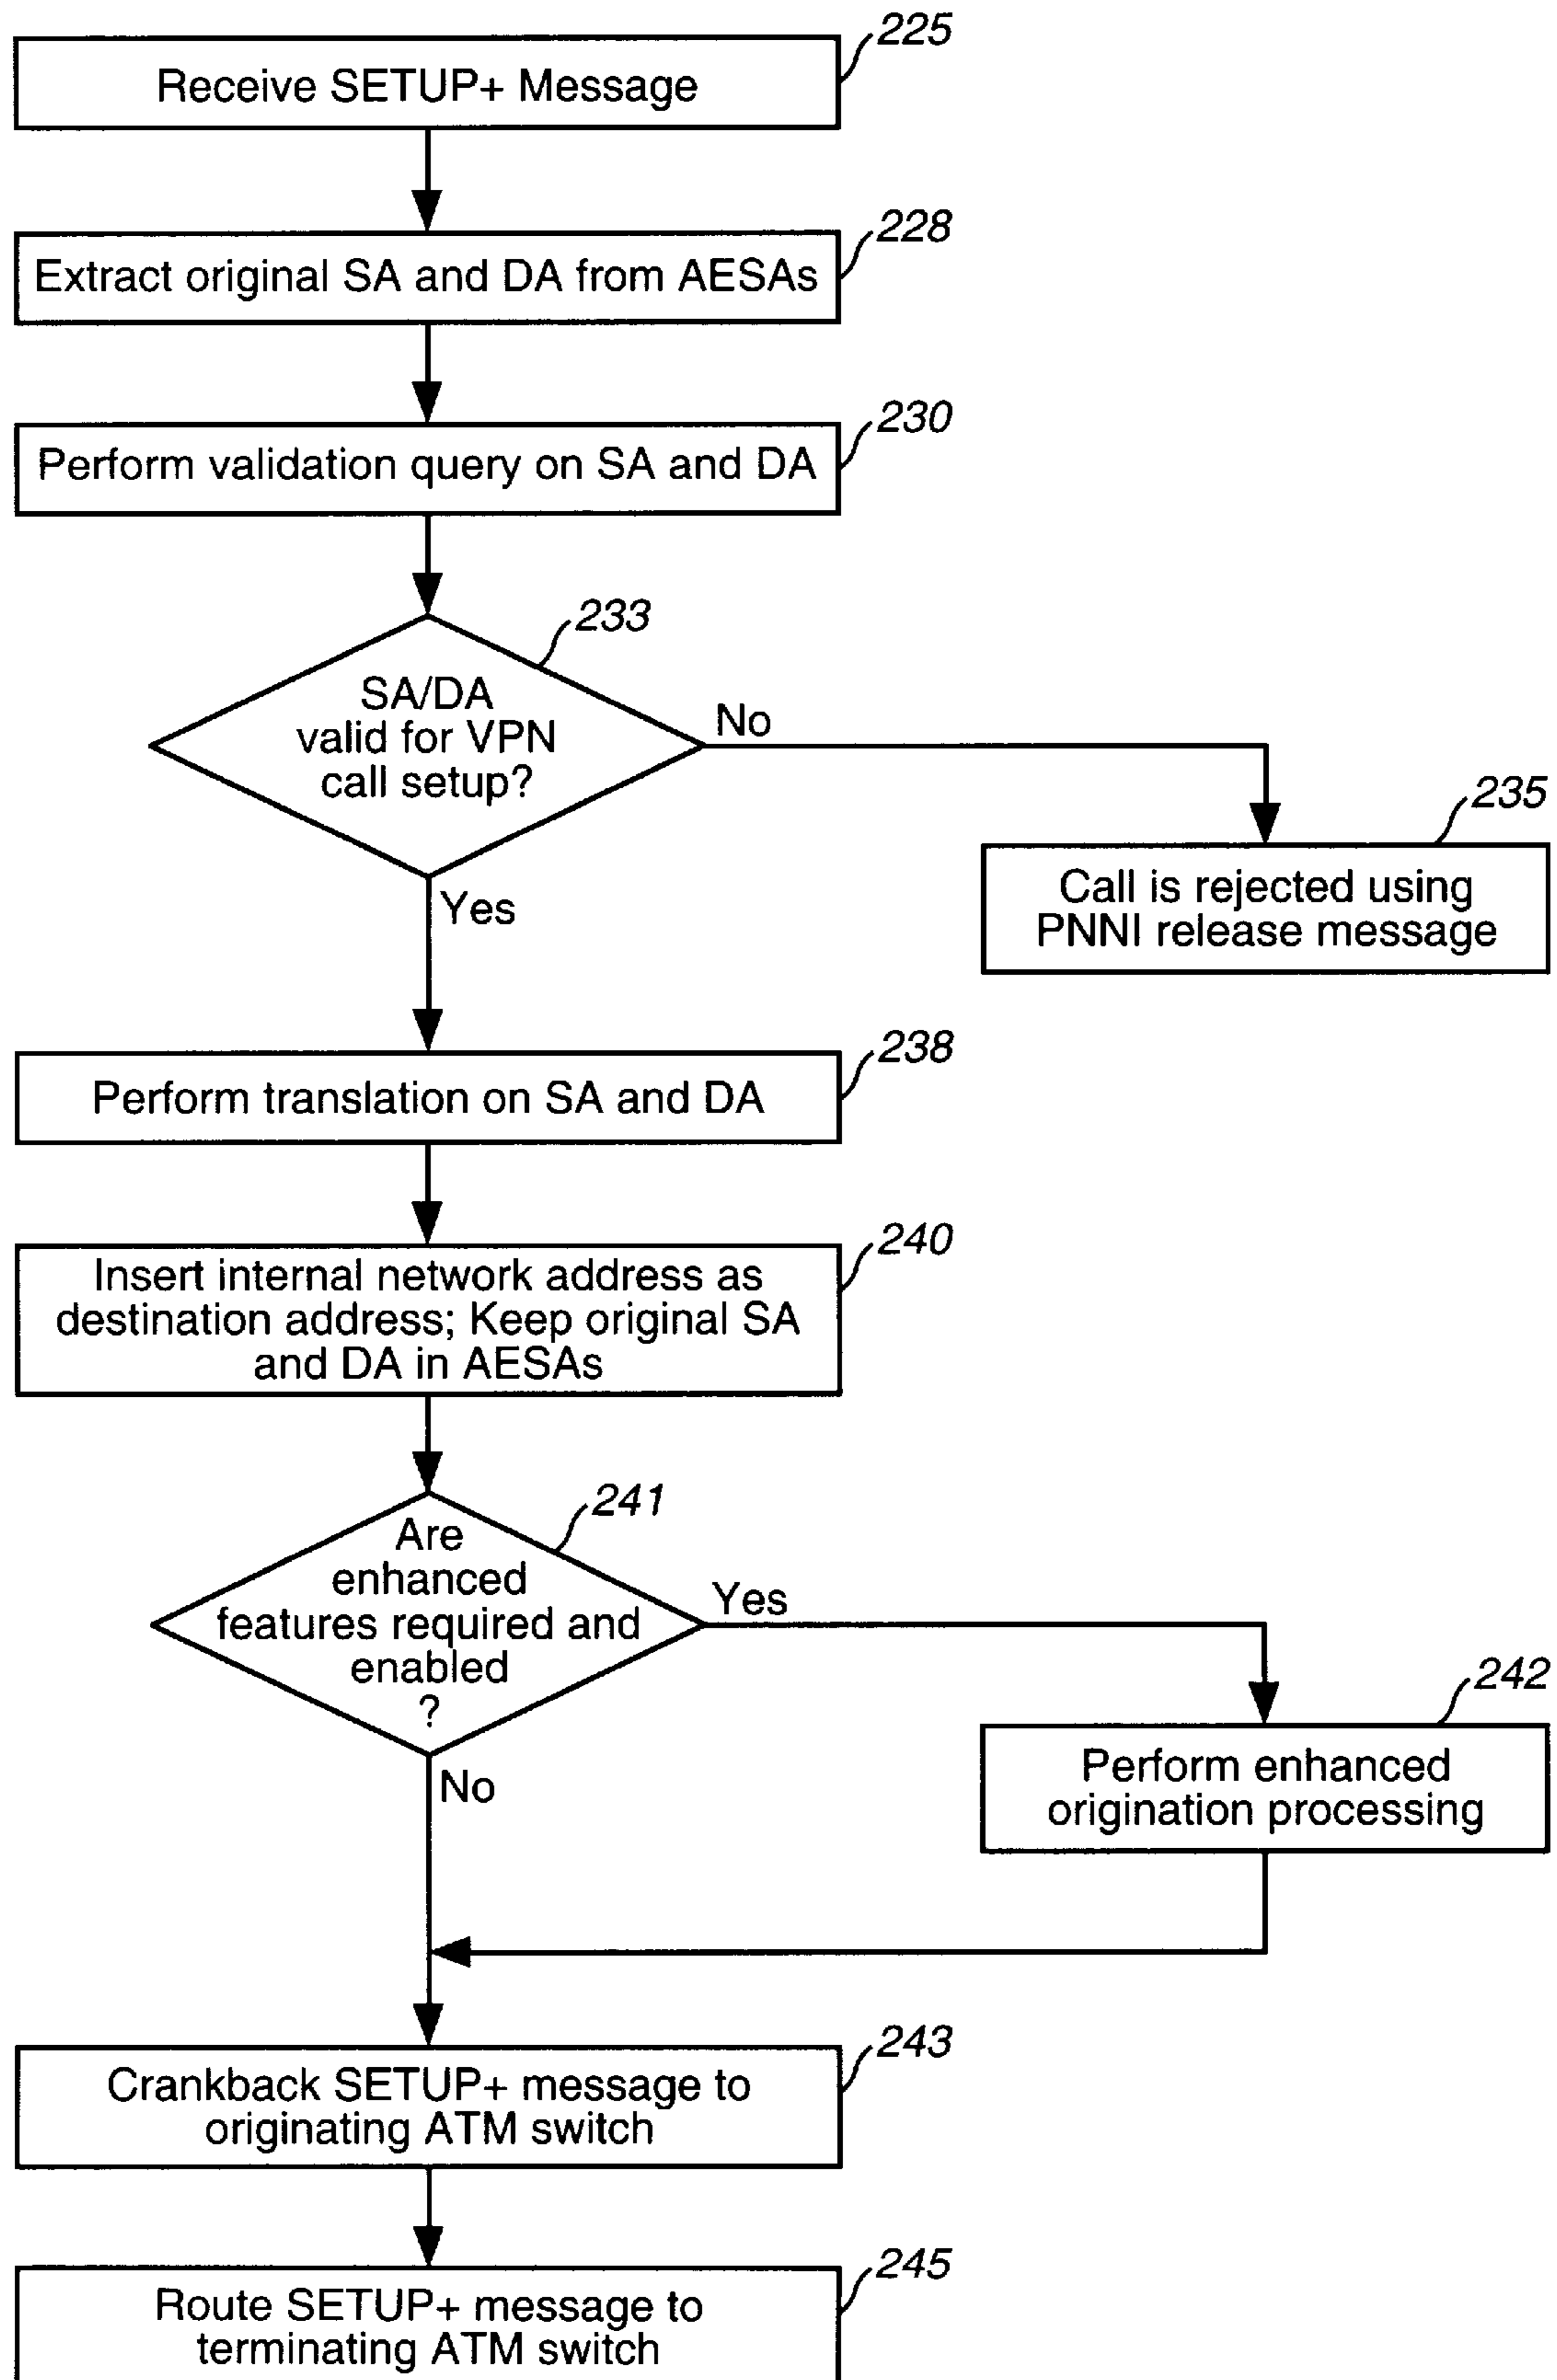 225
Receive SETUP+ Message
228
Extract original SA and DA from AESAs
230
Perform validation query on SA and DA
233
SA/DA
valid for VPN
call setup?
No
Yes
235
Call is rejected using
PNNI release message
238
Perform translation on SA and DA
240
Insert internal network address as
destination address; Keep original SA
and DA in AESAs
241
Are
enhanced
features required and
enabled
?
Yes
No
242
Perform enhanced
origination processing
243
Crankback SETUP+ message to
originating ATM switch
245
Route SETUP+ message to
terminating ATM switch